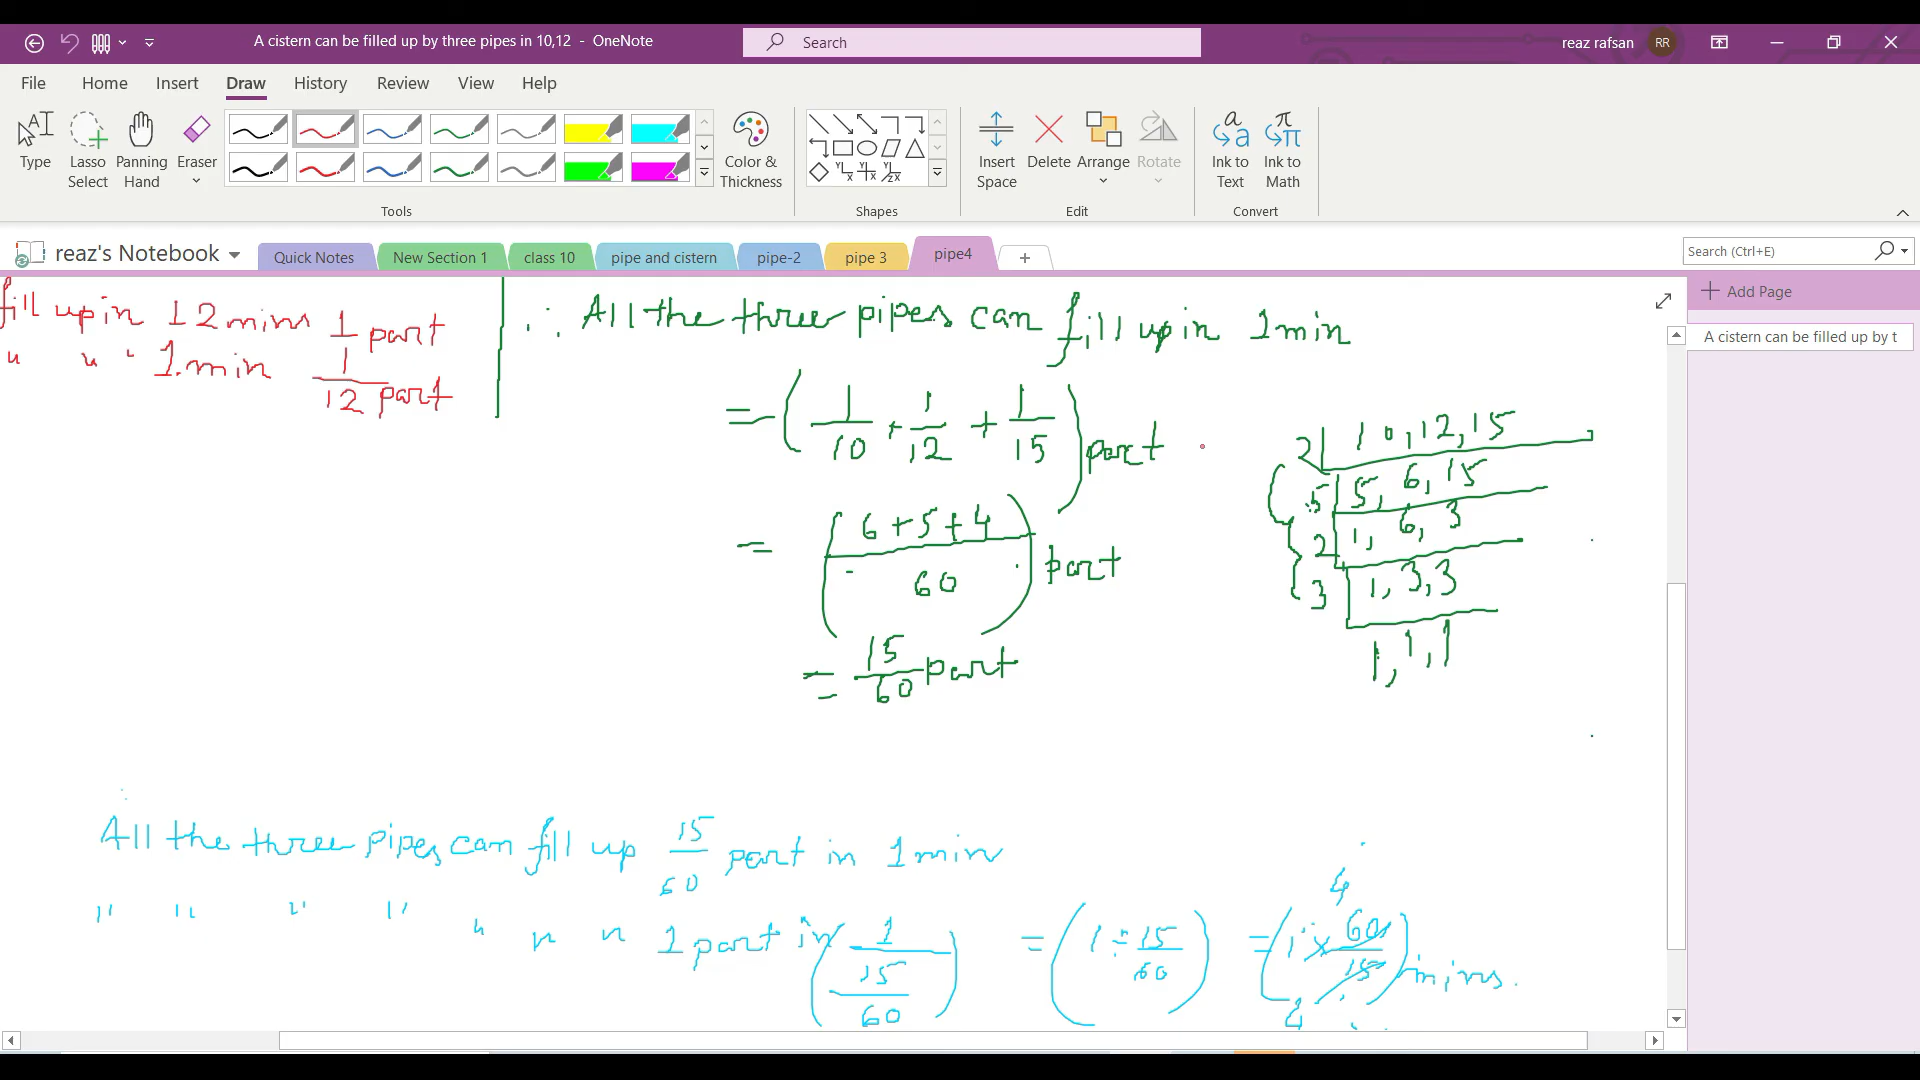 A cistern can be filled up by three pipes in 10,12 - OneNote
Search
reaz rafsan
RR
File
Home
Insert
Draw
History
Review
View
Help
Type
Lasso Select
Panning Hand
Eraser
Color & Thickness
Insert Space
Delete
Arrange
Rotate
Ink to Text
Ink to Math
Tools
Shapes
Edit
Convert
reaz's Notebook
Quick Notes
New Section 1
class 10
pipe and cistern
pipe-2
pipe 3
pipe4
Search (Ctrl+E)
Add Page
A cistern can be filled up by t
fill up in 12 mins 1 part
" " " 1 min 1/12 part
∴ All the three pipes can fill up in 1 min
= (1/10 + 1/12 + 1/15) part
= (6+5+4/60) part
= 15/60 part
2 | 10, 12, 15
5 | 5, 6, 15
2 | 1, 6, 3
3 | 1, 3, 3
1, 1, 1
All the three pipes can fill up 15/60 part in 1 min
" " " " " " " 1 part in (1/15/60) = (1 ÷ 15/60) = (1 × 60/15) mins.
4